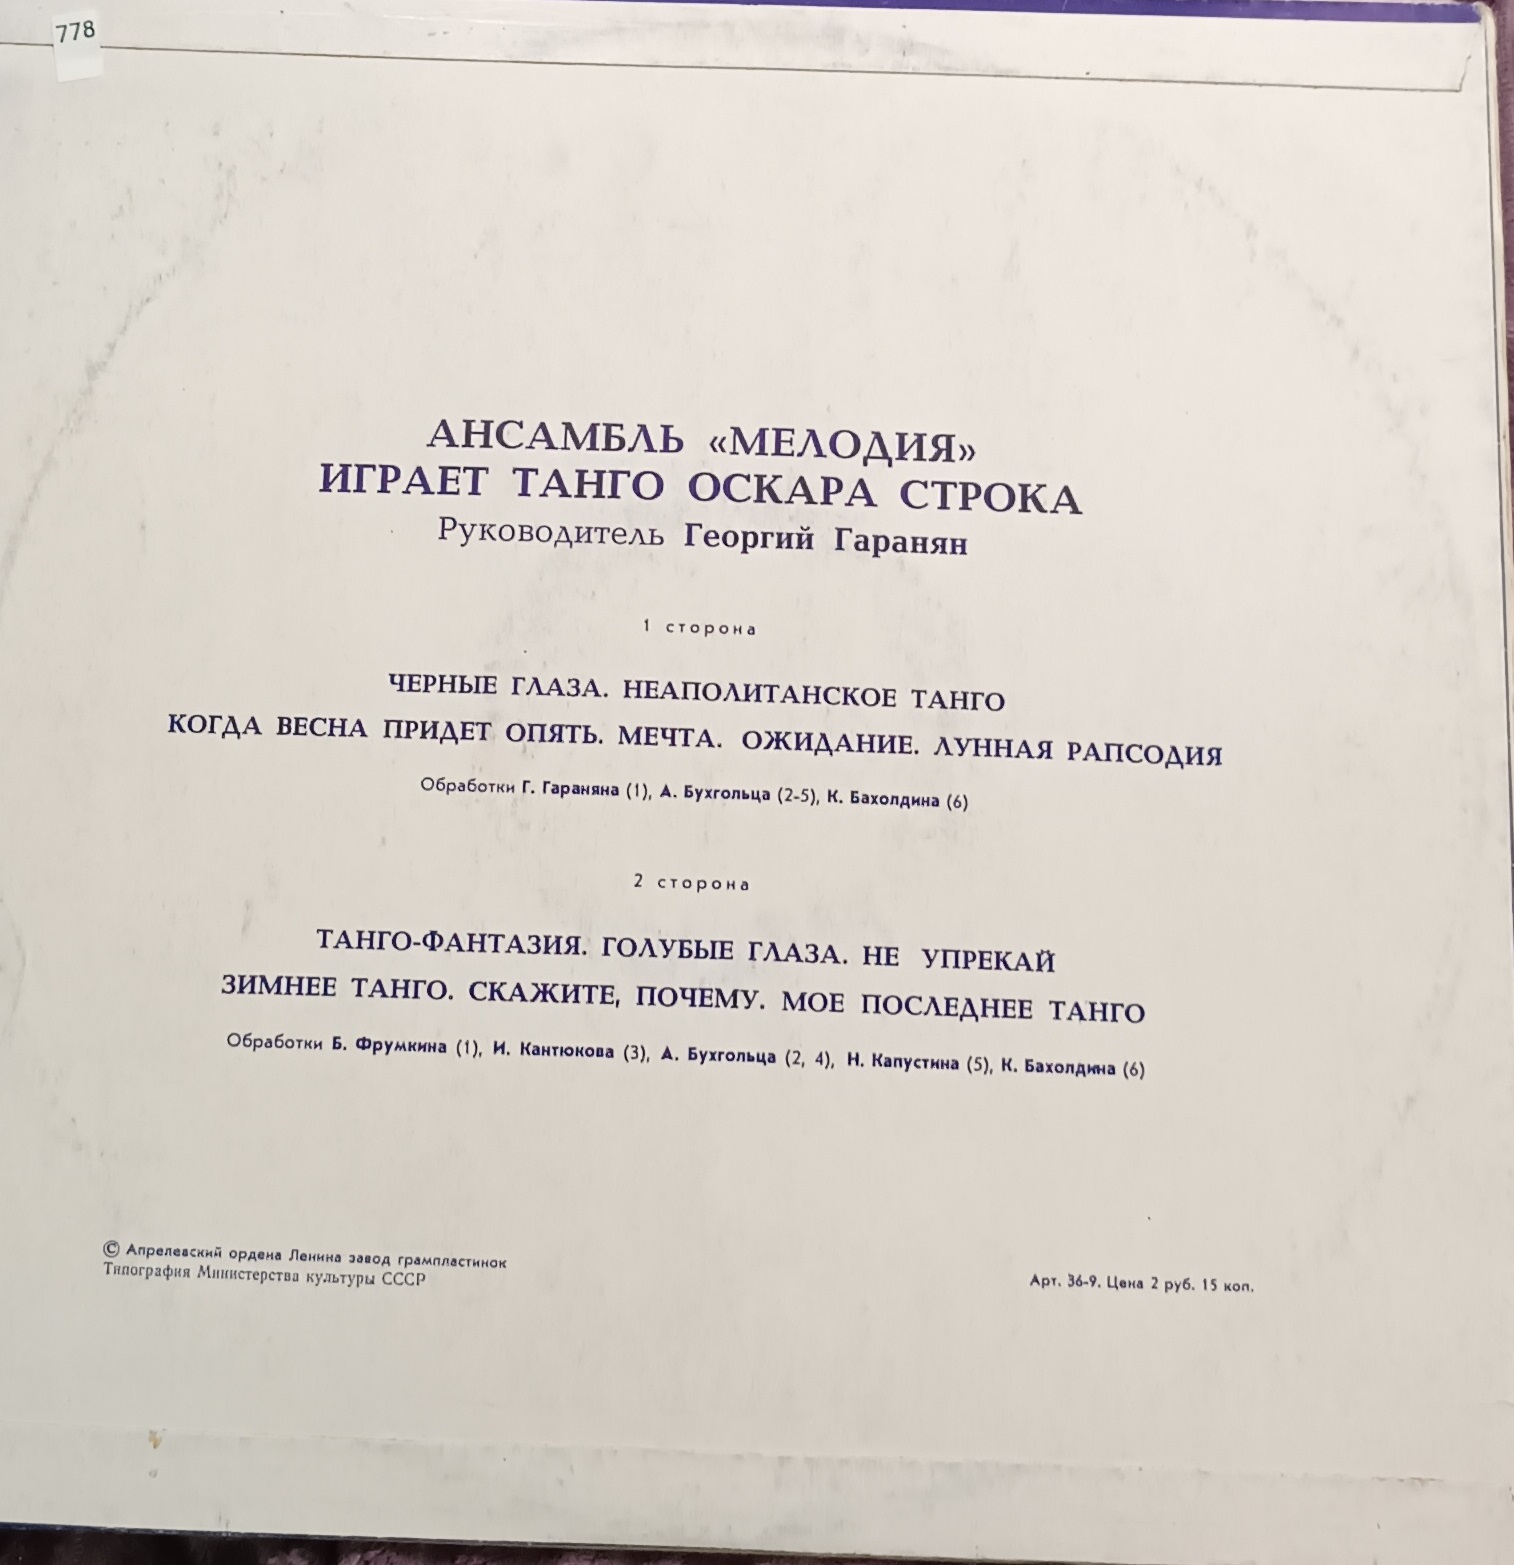 778
АНСАМБЛЬ «МЕЛОДИЯ»
ИГРАЕТ ТАНГО ОСКАРА СТРОКА
Руководитель Георгий Гаранян
1 сторона
ЧЕРНЫЕ ГЛАЗА. НЕАПОЛИТАНСКОЕ ТАНГО
КОГДА ВЕСНА ПРИДЕТ ОПЯТЬ. МЕЧТА. ОЖИДАНИЕ. ЛУННАЯ РАПСОДИЯ
Обработки Г. Гараняна (1), А. Бухгольца (2-5), К. Бахолдина (6)
2 сторона
ТАНГО-ФАНТАЗИЯ. ГОЛУБЫЕ ГЛАЗА. НЕ УПРЕКАЙ
ЗИМНЕЕ ТАНГО. СКАЖИТЕ, ПОЧЕМУ. МОЕ ПОСЛЕДНЕЕ ТАНГО
Обработки Б. Фрумкина (1), И. Кантюкова (3), А. Бухгольца (2, 4), Н. Капустина (5), К. Бахолдина (6)
© Апрелевский ордена Ленина завод грампластинок
Типография Министерства культуры СССР
Арт. 36-9. Цена 2 руб. 15 коп.